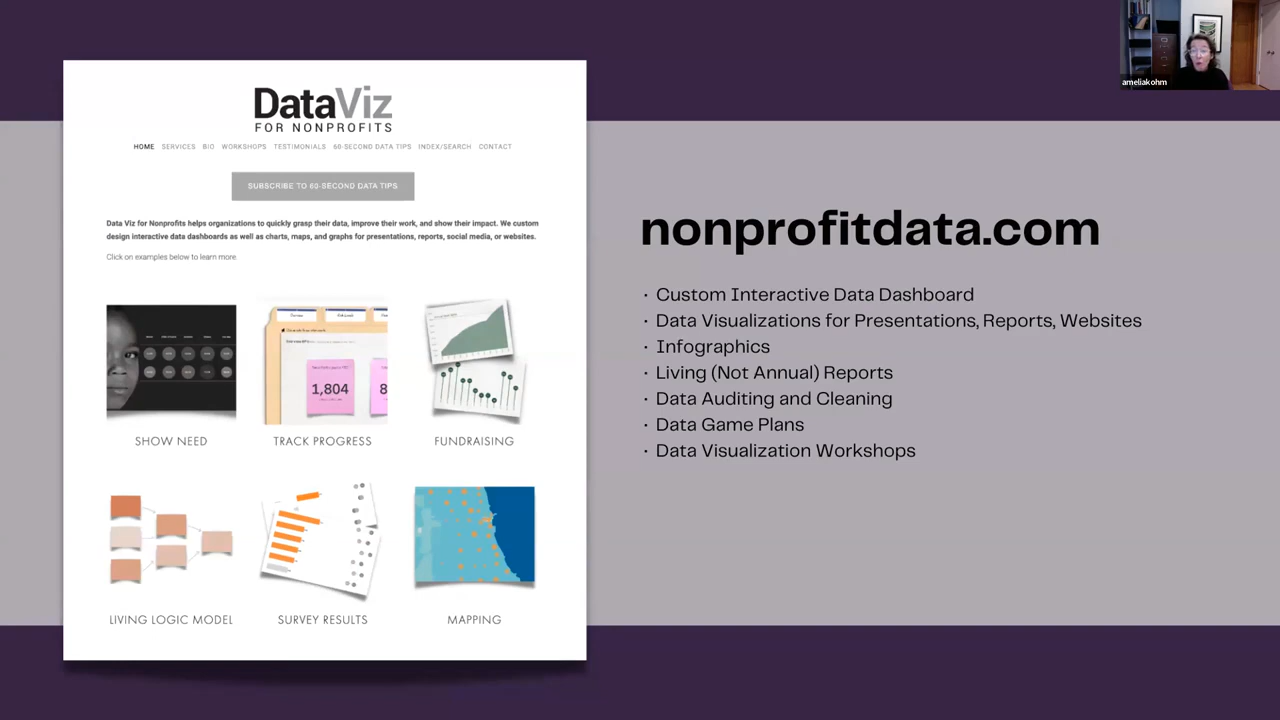 ameliakohm
DataViz
FOR NONPROFITS
HOME SERVICES BIO WORKSHOPS TESTIMONIALS 60-SECOND DATA TIPS INDEX/SEARCH CONTACT
SUBSCRIBE TO 60-SECOND DATA TIPS
Data Viz for Nonprofits helps organizations to quickly grasp their data, improve their work, and show their impact. We custom
design interactive data dashboards as well as charts, maps, and graphs for presentations, reports, social media, or websites.
Click on examples below to learn more.
1,804
8
SHOW NEED
TRACK PROGRESS
FUNDRAISING
LIVING LOGIC MODEL
SURVEY RESULTS
MAPPING
nonprofitdata.com
· Custom Interactive Data Dashboard
· Data Visualizations for Presentations, Reports, Websites
· Infographics
· Living (Not Annual) Reports
· Data Auditing and Cleaning
· Data Game Plans
· Data Visualization Workshops